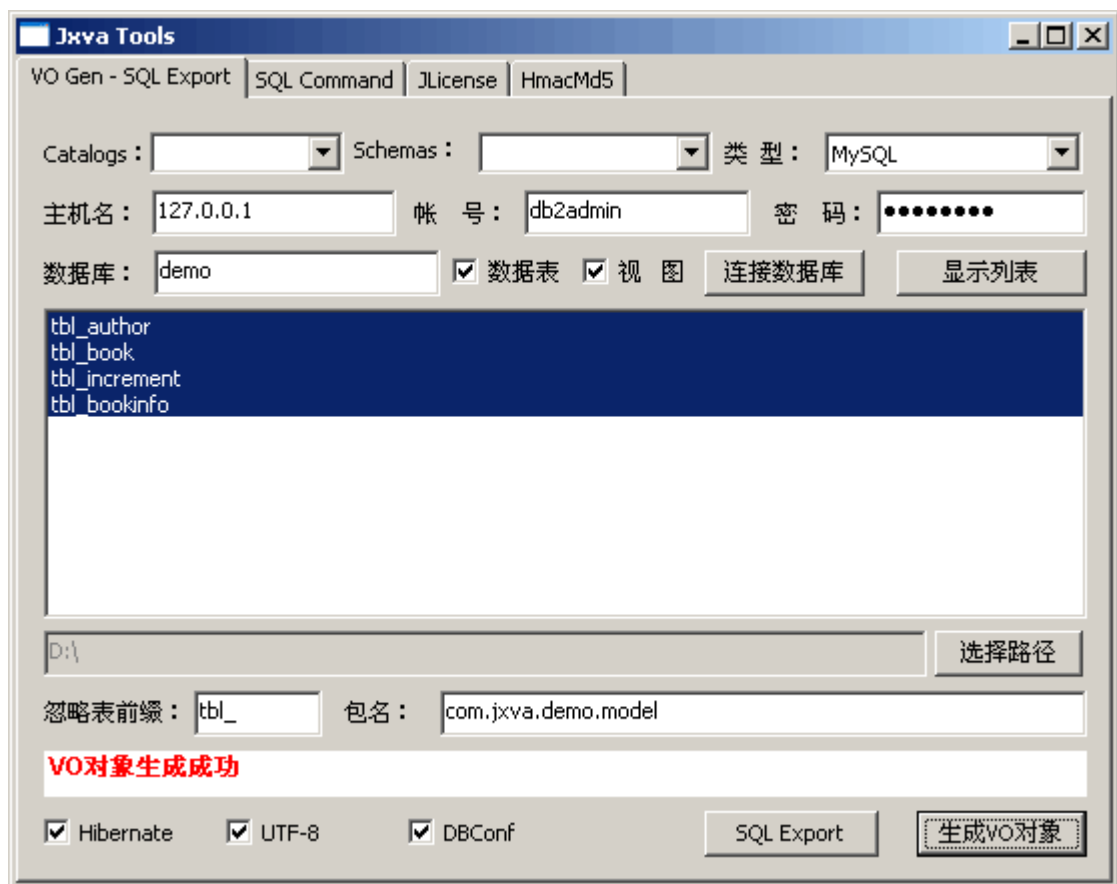 Jxva Tools
VO Gen - SQL Export SQL Command JLicense HmacMd5
Catalogs： Schemas： 类 型： MySQL
主机名： 127.0.0.1 帐 号： db2admin 密 码： ●●●●●●●●
数据库： demo 数据表 视 图 连接数据库 显示列表
tbl_author
tbl_book
tbl_increment
tbl_bookinfo
D:\ 选择路径
忽略表前缀： tbl_ 包名： com.jxva.demo.model
VO对象生成成功
Hibernate UTF-8 DBConf SQL Export 生成VO对象